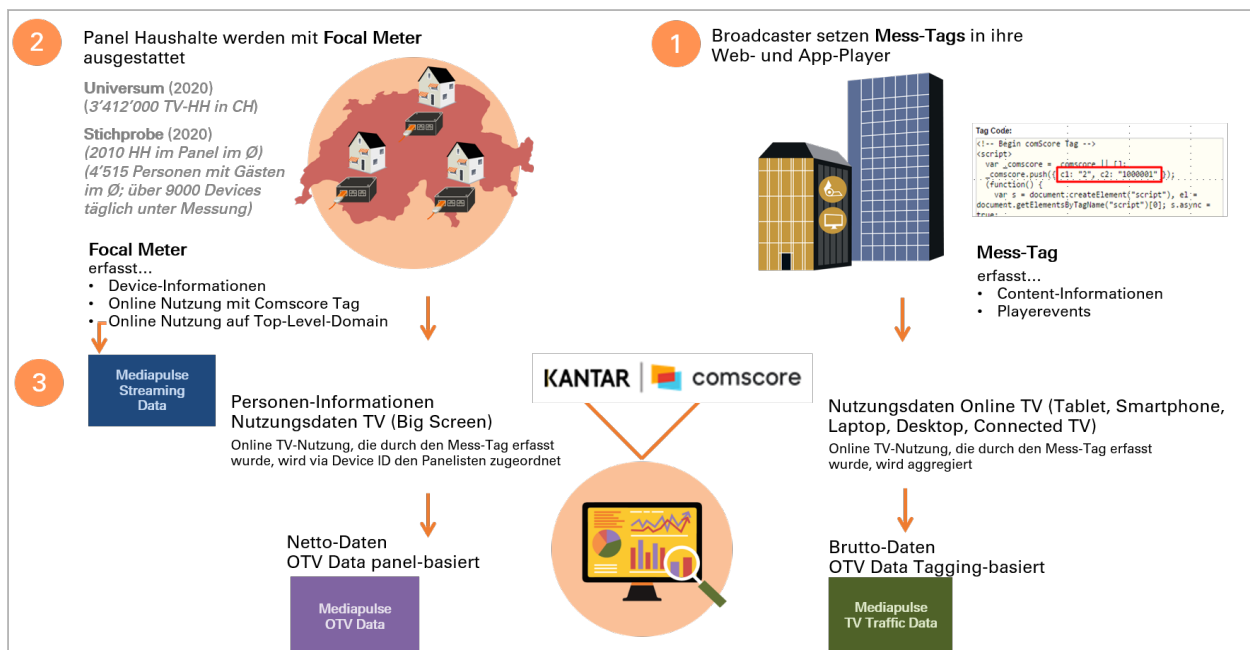 2
Panel Haushalte werden mit Focal Meter
ausgestattet
Universum (2020)
(3’412’000 TV-HH in CH)
Stichprobe (2020)
(2010 HH im Panel im Ø)
(4’515 Personen mit Gästen
im Ø; über 9000 Devices
täglich unter Messung)
Focal Meter
erfasst...
• Device-Informationen
• Online Nutzung mit Comscore Tag
• Online Nutzung auf Top-Level-Domain
1
Broadcaster setzen Mess-Tags in ihre
Web- und App-Player
Tag Code:
<!-- Begin comScore Tag -->
<script>
var _comscore = _comscore || [];
_comscore.push({ c1: "2", c2: "1000001" });
(function() {
var s = document.createElement("script"), el =
document.getElementsByTagName("script")[0]; s.async =
true;
Mess-Tag
erfasst...
• Content-Informationen
• Playerevents
3
Mediapulse
Streaming
Data
KANTAR | comscore
Personen-Informationen
Nutzungsdaten TV (Big Screen)
Online TV-Nutzung, die durch den Mess-Tag erfasst
wurde, wird via Device ID den Panelisten zugeordnet
Nutzungsdaten Online TV (Tablet, Smartphone,
Laptop, Desktop, Connected TV)
Online TV-Nutzung, die durch den Mess-Tag erfasst
wurde, wird aggregiert
Netto-Daten
OTV Data panel-basiert
Mediapulse
OTV Data
Brutto-Daten
OTV Data Tagging-basiert
Mediapulse
TV Traffic Data